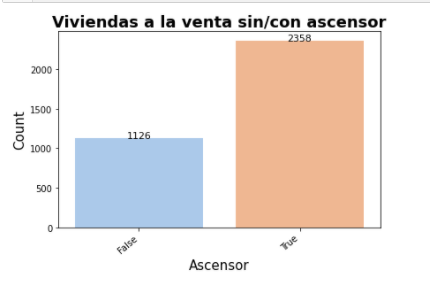 Viviendas a la venta sin/con ascensor
2358
2000
1500
1126
1000
500
0
Count
False
True
Ascensor